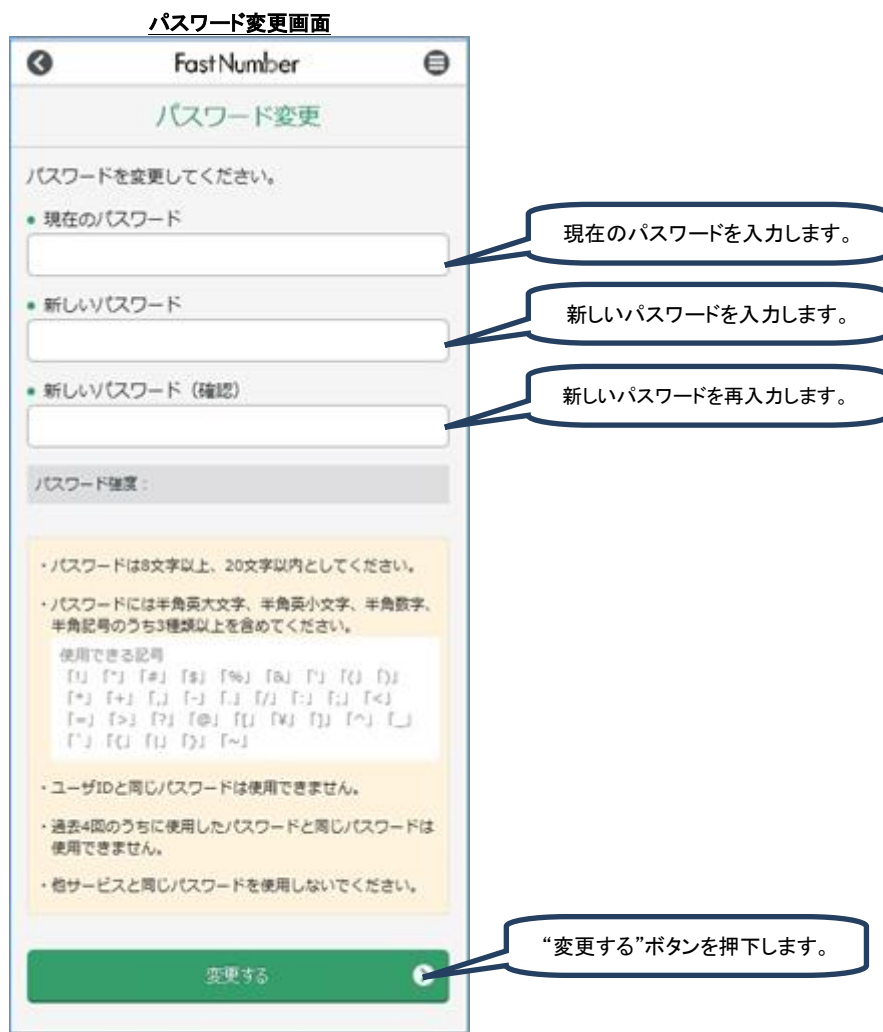 パスワード変更画面
FastNumber
パスワード変更
パスワードを変更してください。
• 現在のパスワード
現在のパスワードを入力します。
• 新しいパスワード
新しいパスワードを入力します。
• 新しいパスワード（確認）
新しいパスワードを再入力します。
パスワード強度：
・パスワードは8文字以上、20文字以内としてください。
・パスワードには半角英大文字、半角英小文字、半角数字、
半角記号のうち3種類以上を含めてください。
使用できる記号
「!」「"」「#」「$」「%」「&」「'」「(」「)」
「*」「+」「,」「-」「.」「/」「:」「;」「<」
「=」「>」「?」「@」「[」「¥」「]」「^」「_」
「`」「{」「|」「}」「~」
・ユーザIDと同じパスワードは使用できません。
・過去4回のうちに使用したパスワードと同じパスワードは
使用できません。
・他サービスと同じパスワードを使用しないでください。
変更する
“変更する”ボタンを押下します。